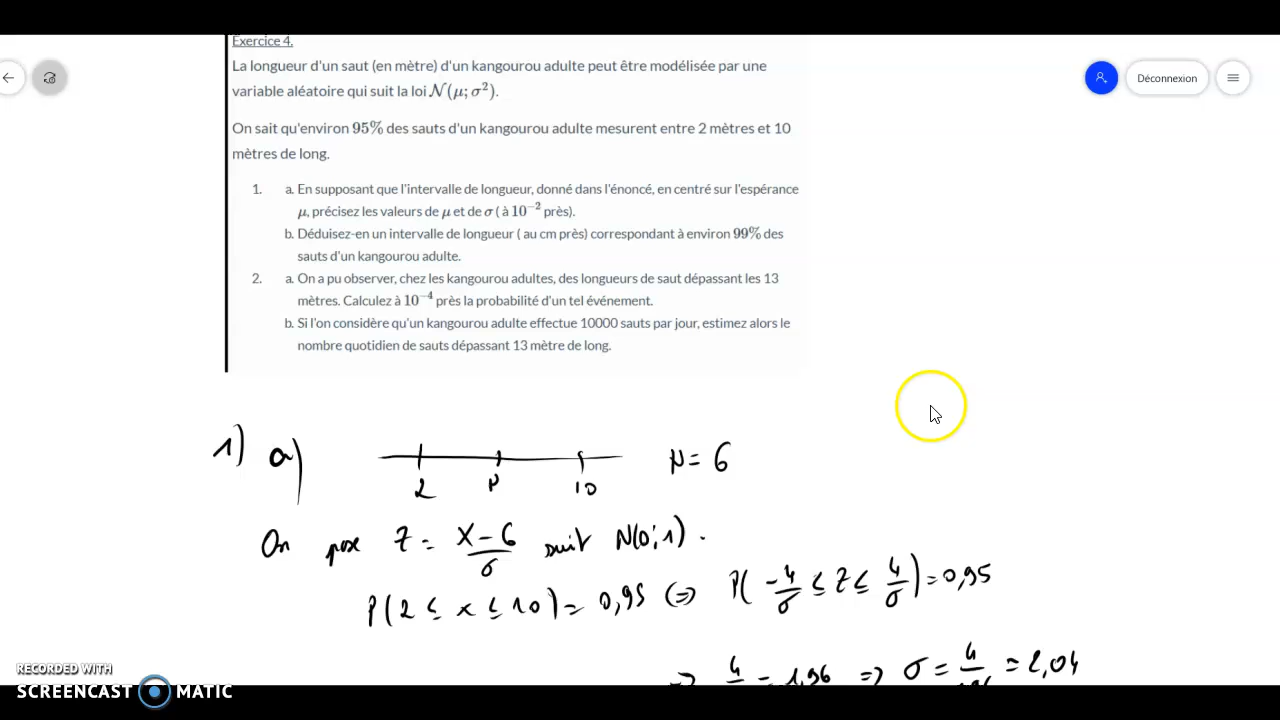 Exercice 4.
La longueur d'un saut (en mètre) d'un kangourou adulte peut être modélisée par une
variable aléatoire qui suit la loi 𝒩(μ; σ²).
On sait qu'environ 95% des sauts d'un kangourou adulte mesurent entre 2 mètres et 10
mètres de long.
1. a. En supposant que l'intervalle de longueur, donné dans l'énoncé, en centré sur l'espérance
μ, précisez les valeurs de μ et de σ ( à 10⁻² près).
b. Déduisez-en un intervalle de longueur ( au cm près) correspondant à environ 99% des
sauts d'un kangourou adulte.
2. a. On a pu observer, chez les kangourou adultes, des longueurs de saut dépassant les 13
mètres. Calculez à 10⁻⁴ près la probabilité d'un tel événement.
b. Si l'on considère qu'un kangourou adulte effectue 10000 sauts par jour, estimez alors le
nombre quotidien de sauts dépassant 13 mètre de long.
Déconnexion
1) a)
2 μ 10
μ = 6
On pose Z = (X - 6)/σ suit N(0; 1).
P(2 ≤ X ≤ 10) = 0,95 (=) P(-4/σ ≤ Z ≤ 4/σ) = 0,95
=) 4 = 1,96 =) σ = 4/1,96 = 2,04
RECORDED WITH
SCREENCAST MATIC